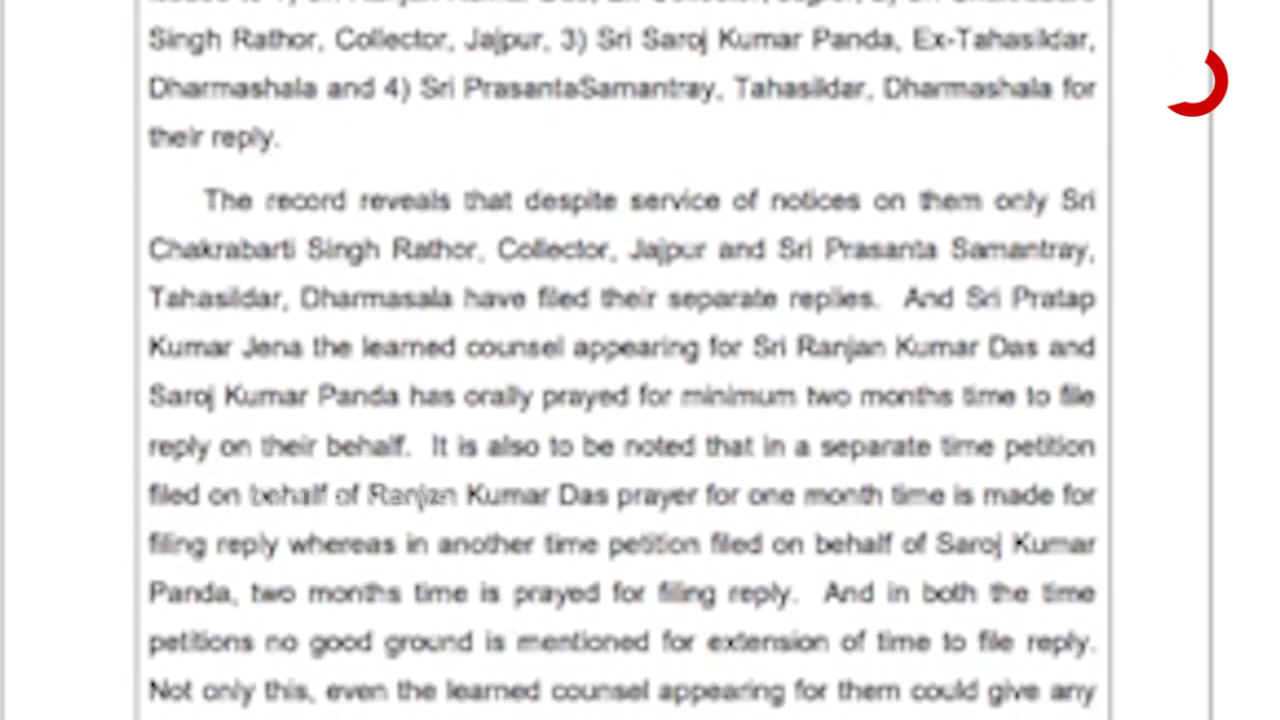 Singh Rathor, Collector, Jajpur, 3) Sri Saroj Kumar Panda, Ex-Tahasildar,
Dharmashala and 4) Sri PrasantaSamantray, Tahasildar, Dharmashala for
their reply.
The record reveals that despite service of notices on them only Sri
Chakrabarti Singh Rathor, Collector, Jajpur and Sri Prasanta Samantray,
Tahasildar, Dharmasala have filed their separate replies. And Sri Pratap
Kumar Jena the learned counsel appearing for Sri Ranjan Kumar Das and
Saroj Kumar Panda has orally prayed for minimum two months time to file
reply on their behalf. It is also to be noted that in a separate time petition
filed on behalf of Ranjan Kumar Das prayer for one month time is made for
filing reply whereas in another time petition filed on behalf of Saroj Kumar
Panda, two months time is prayed for filing reply. And in both the time
petitions no good ground is mentioned for extension of time to file reply.
Not only this, even the learned counsel appearing for them could give any